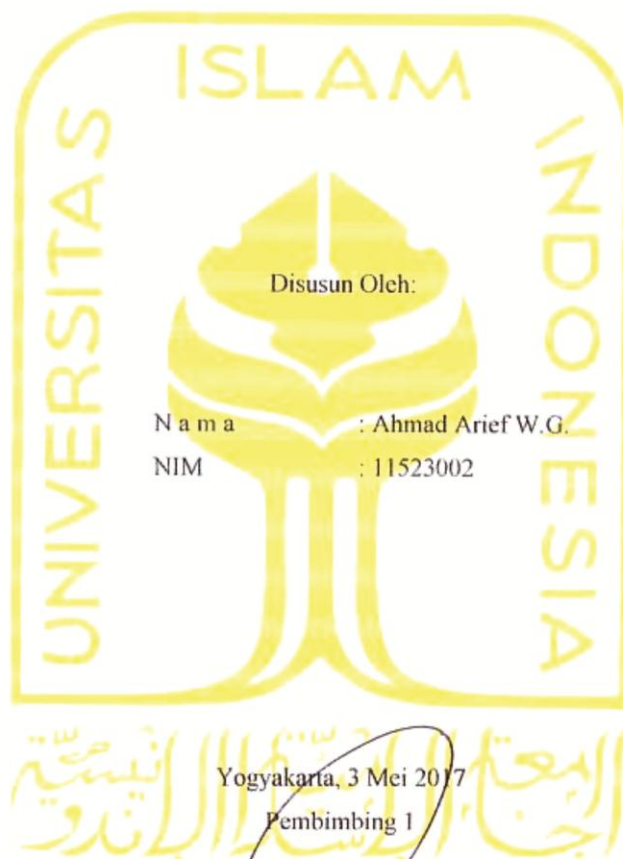 ISLAM
UNIVERSITAS
INDONESIA
Disusun Oleh:
N a m a : Ahmad Arief W.G.
NIM : 11523002
Yogyakarta, 3 Mei 2017
Pembimbing 1